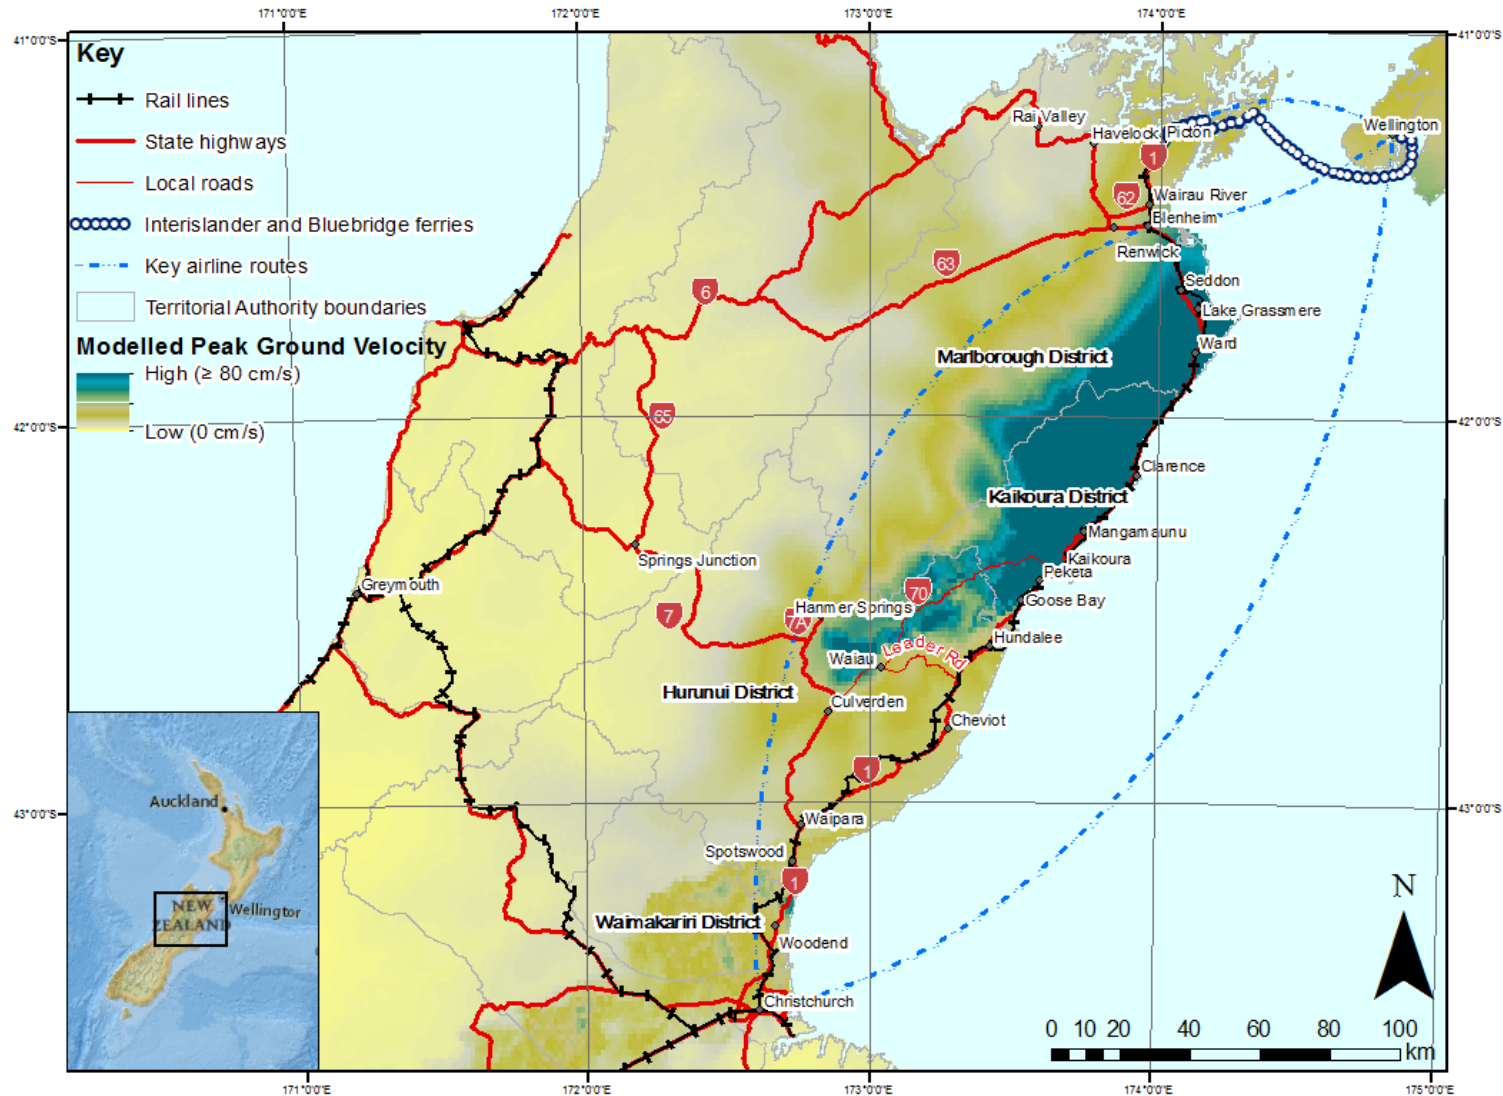 171°0'0"E
172°0'0"E
173°0'0"E
174°0'0"E
41°0'0"S
41°0'0"S
Key
Rail lines
State highways
Local roads
Interislander and Bluebridge ferries
Key airline routes
Territorial Authority boundaries
Modelled Peak Ground Velocity
High (≥ 80 cm/s)
Low (0 cm/s)
Rai Valley
Havelock
Picton
Wellington
1
62
Wairau River
Blenheim
Renwick
63
6
Seddon
Lake Grassmere
Ward
Marlborough District
65
42°0'0"S
42°0'0"S
Clarence
Kaikoura District
Mangamaunu
Springs Junction
Kaikoura
Peketa
Greymouth
70
Goose Bay
Hanmer Springs
7
7A
Hundalee
Waiau
Leader Rd
Hurunui District
Culverden
Cheviot
1
43°0'0"S
43°0'0"S
Waipara
Spotswood
1
Auckland
NEW
ZEALAND
Wellington
Waimakariri District
Woodend
Christchurch
N
0 10 20 40 60 80 100
km
171°0'0"E
172°0'0"E
173°0'0"E
174°0'0"E
175°0'0"E